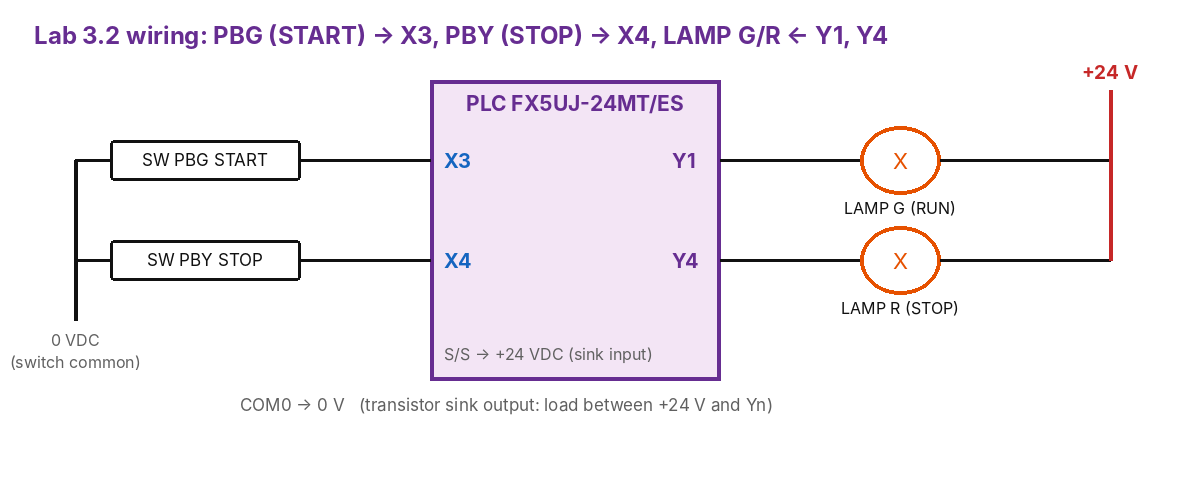 Lab 3.2 wiring: PBG (START) → X3, PBY (STOP) → X4, LAMP G/R ← Y1, Y4
+24 V
PLC FX5UJ-24MT/ES
SW PBG START
X3
Y1
X
LAMP G (RUN)
SW PBY STOP
X4
Y4
X
LAMP R (STOP)
0 VDC
(switch common)
S/S → +24 VDC (sink input)
COM0 → 0 V (transistor sink output: load between +24 V and Yn)